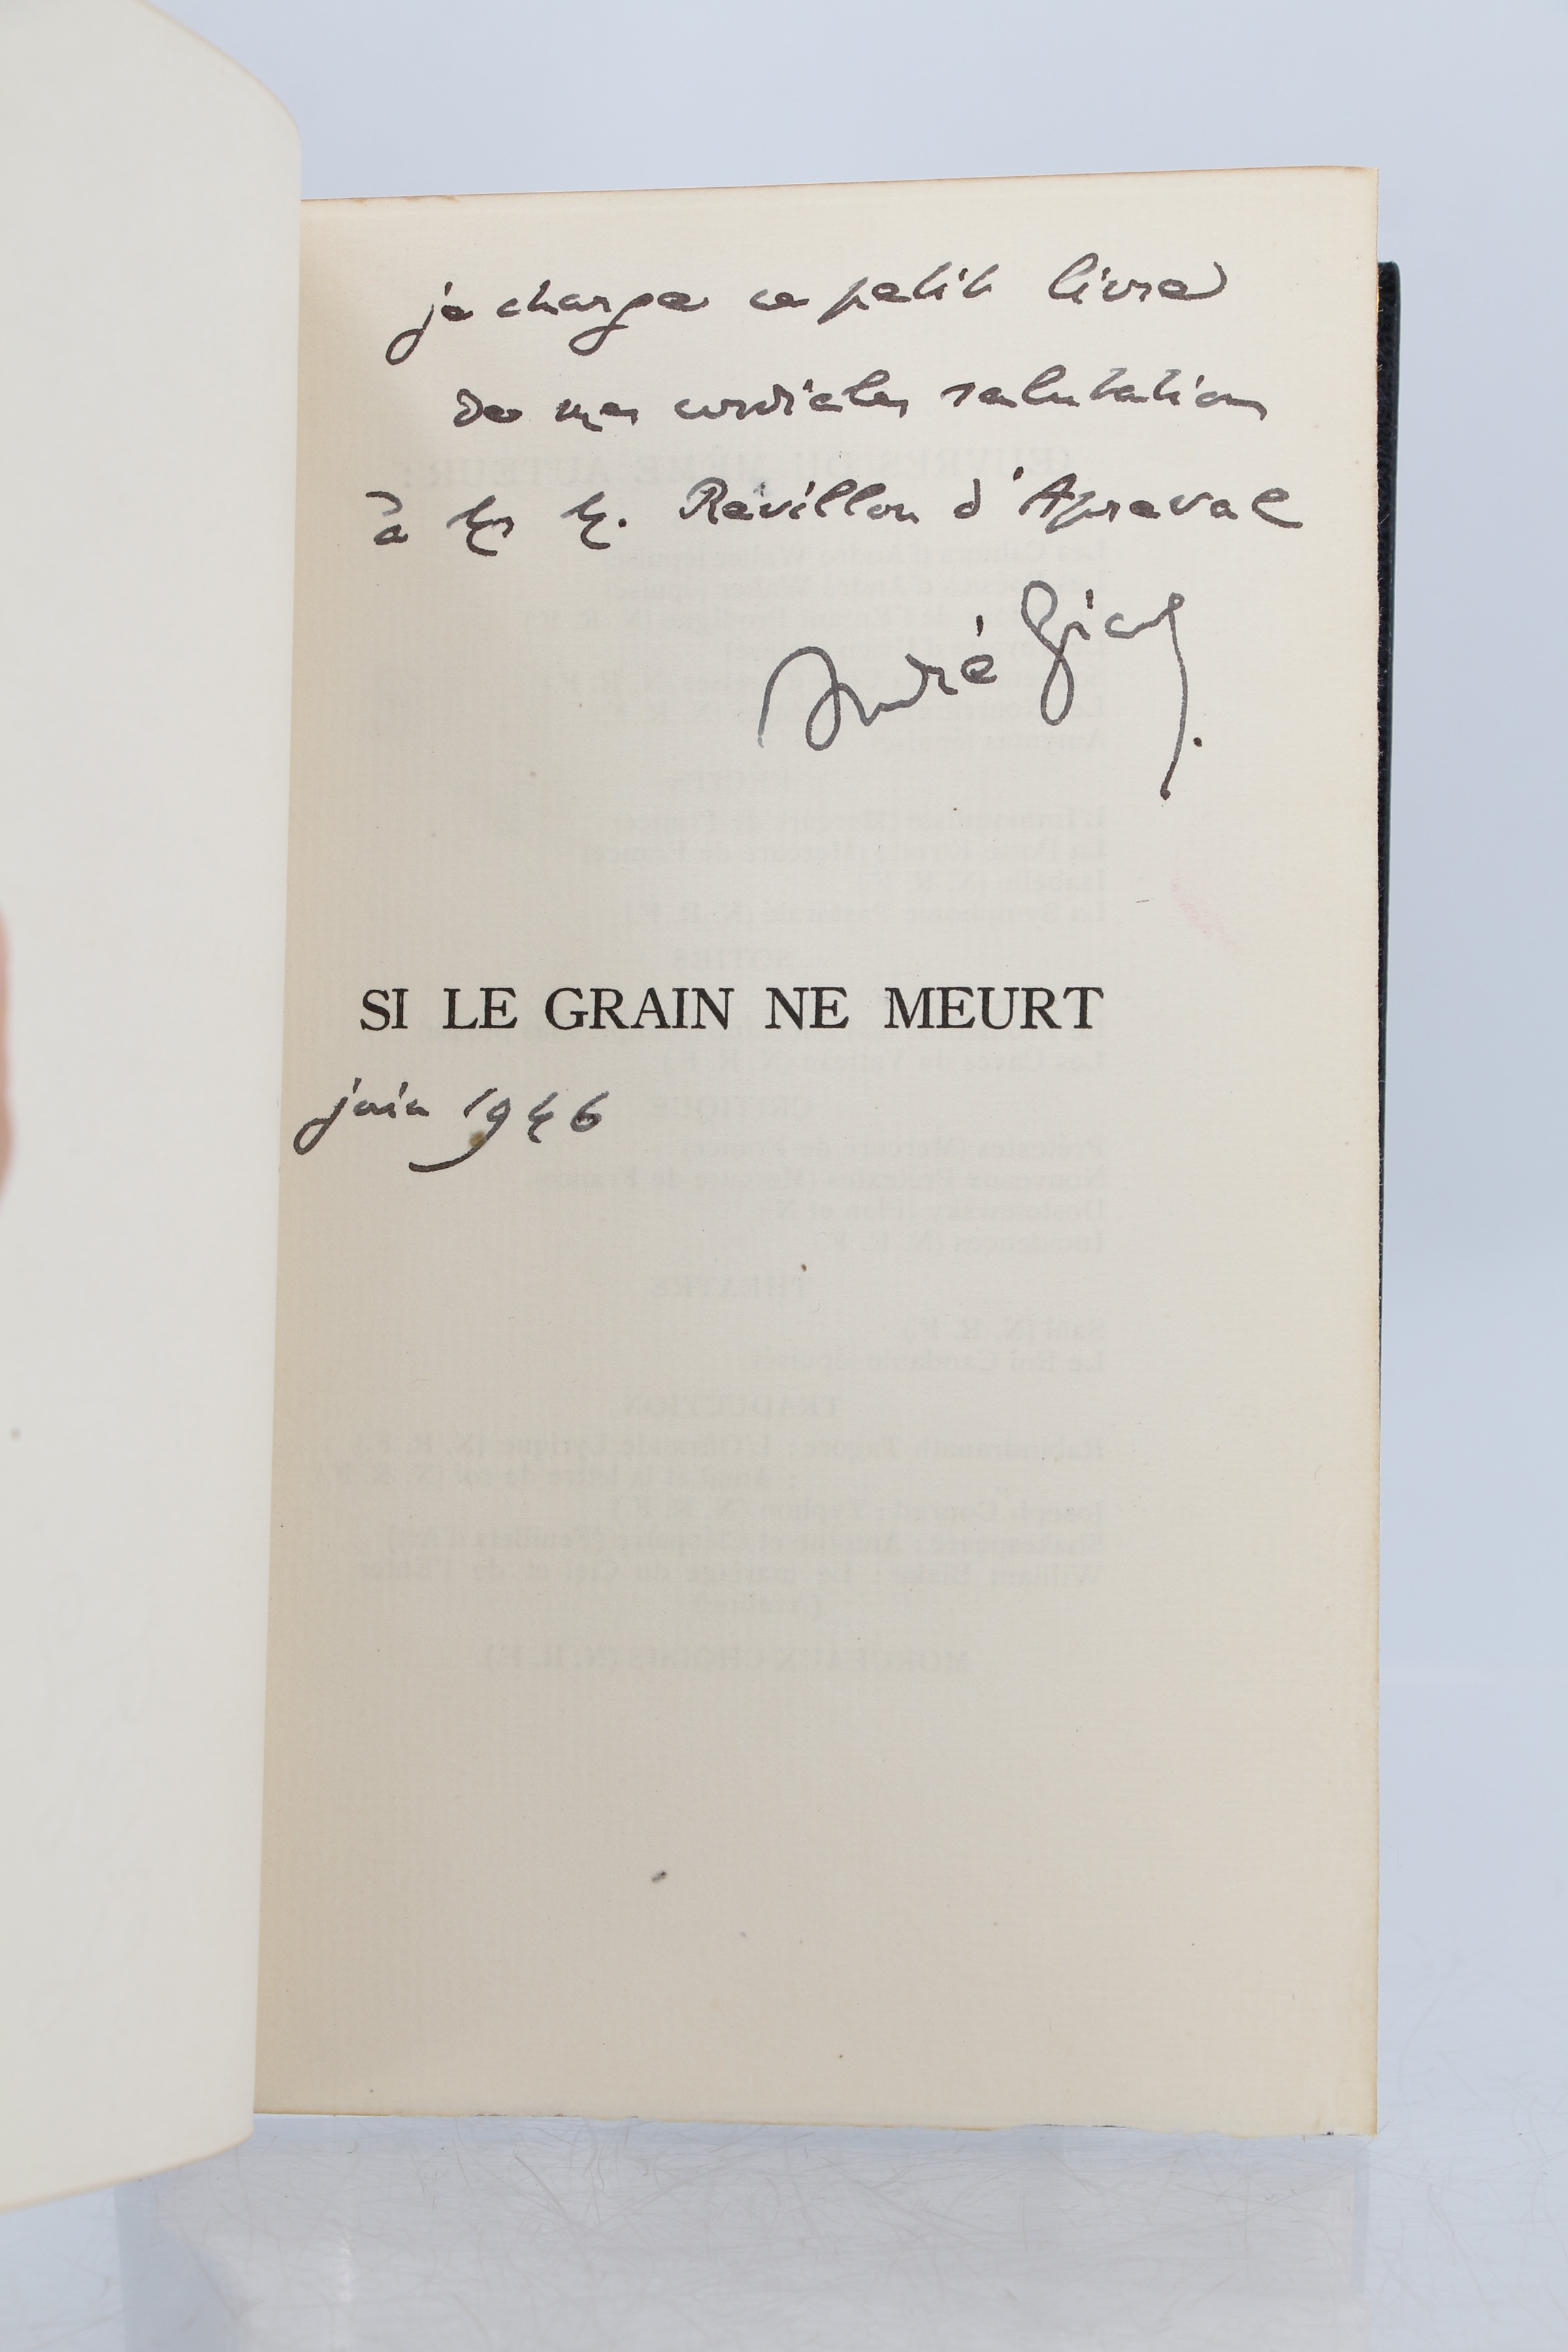 je charge ce petit livre
de mes cordiales salutations
à Révillon d'Apreval
André Gide.
SI LE GRAIN NE MEURT
juin 1946